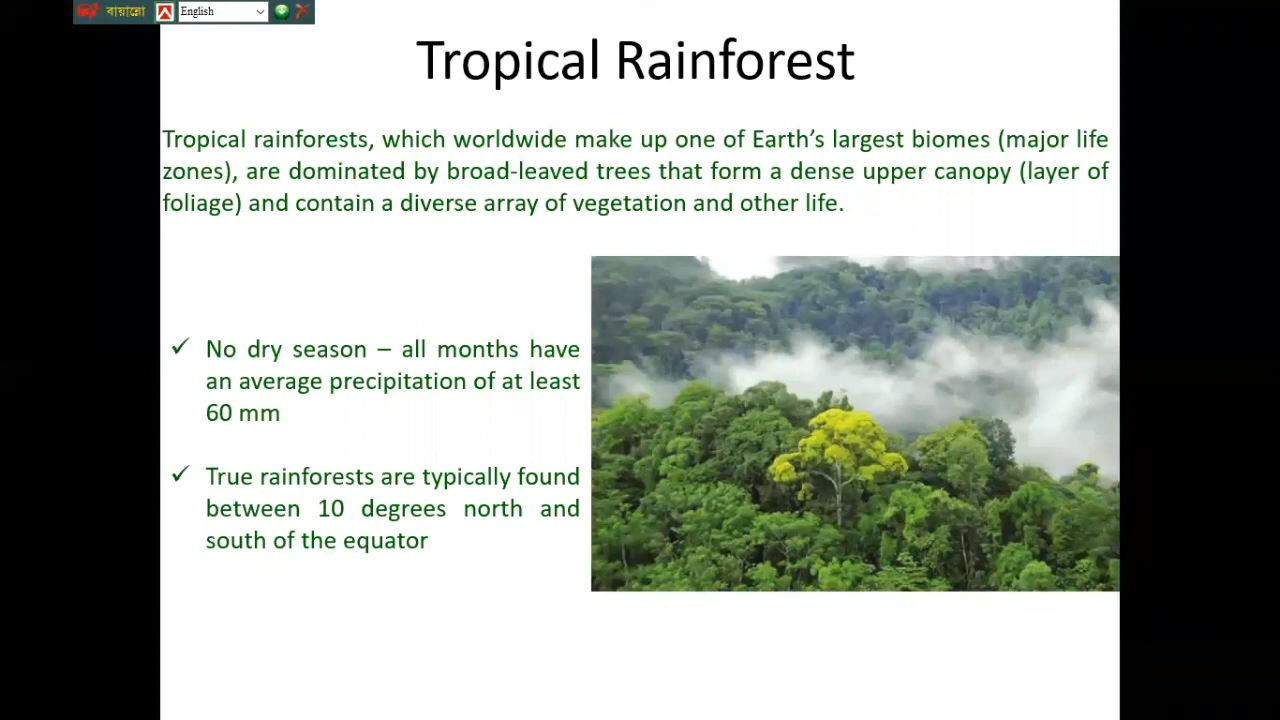 বায়ান্নো English
Tropical Rainforest
Tropical rainforests, which worldwide make up one of Earth’s largest biomes (major life
zones), are dominated by broad-leaved trees that form a dense upper canopy (layer of
foliage) and contain a diverse array of vegetation and other life.
✓ No dry season – all months have
an average precipitation of at least
60 mm
✓ True rainforests are typically found
between 10 degrees north and
south of the equator